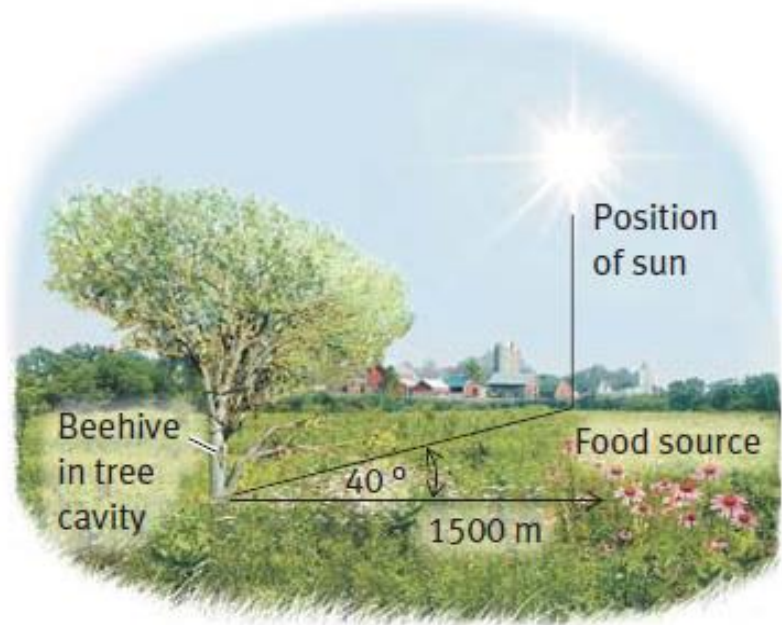 Position
of sun
Beehive
in tree
cavity
Food source
40 º
1500 m